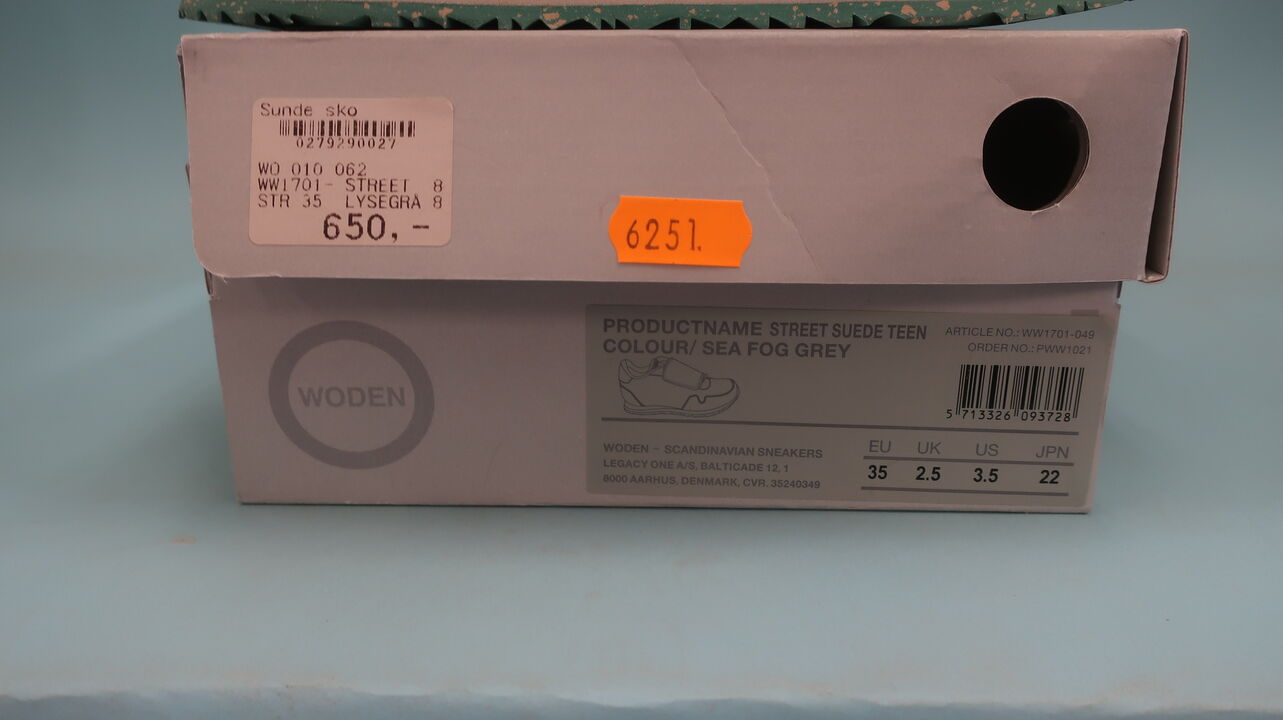 Sunde sko
0279290027
WO 010 062
WW1701- STREET 8
STR 35 LYSEGRÅ 8
650,-
6251.
WODEN
PRODUCTNAME STREET SUEDE TEEN
COLOUR/ SEA FOG GREY
ARTICLE NO.: WW1701-049
ORDER NO.: PWW1021
5 713326 093728
WODEN - SCANDINAVIAN SNEAKERS
LEGACY ONE A/S, BALTICADE 12, 1
8000 AARHUS, DENMARK, CVR. 35240349
EU UK US JPN
35 2.5 3.5 22